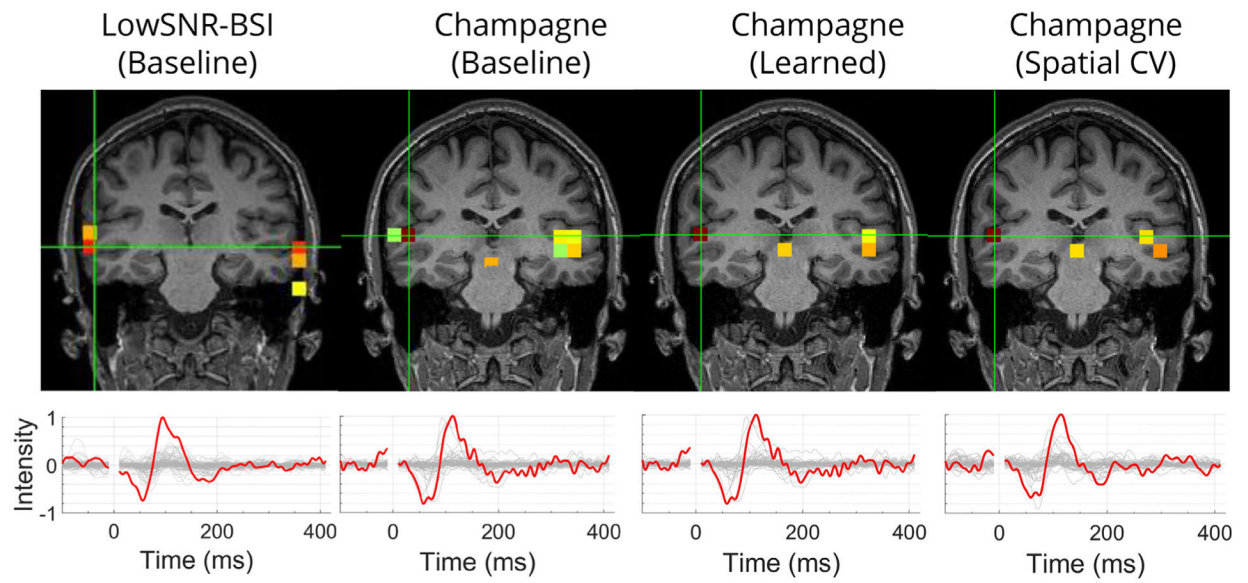 LowSNR-BSI
(Baseline)
Champagne
(Baseline)
Champagne
(Learned)
Champagne
(Spatial CV)
Intensity
1
0
-1
0 200 400
0 200 400
0 200 400
0 200 400
Time (ms)
Time (ms)
Time (ms)
Time (ms)